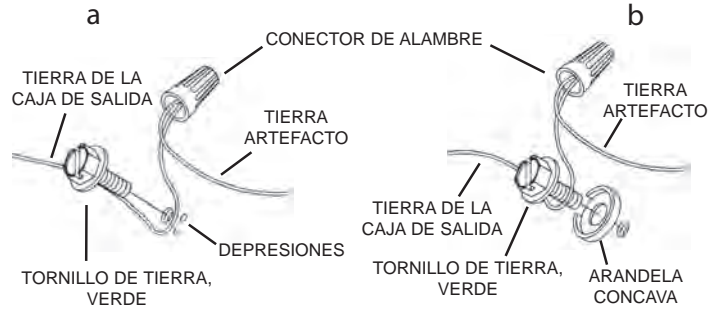 a
b
CONECTOR DE ALAMBRE
TIERRA DE LA
CAJA DE SALIDA
TIERRA
ARTEFACTO
DEPRESIONES
TORNILLO DE TIERRA,
VERDE
TIERRA
ARTEFACTO
TIERRA DE LA
CAJA DE SALIDA
TORNILLO DE TIERRA,
VERDE
ARANDELA
CONCAVA